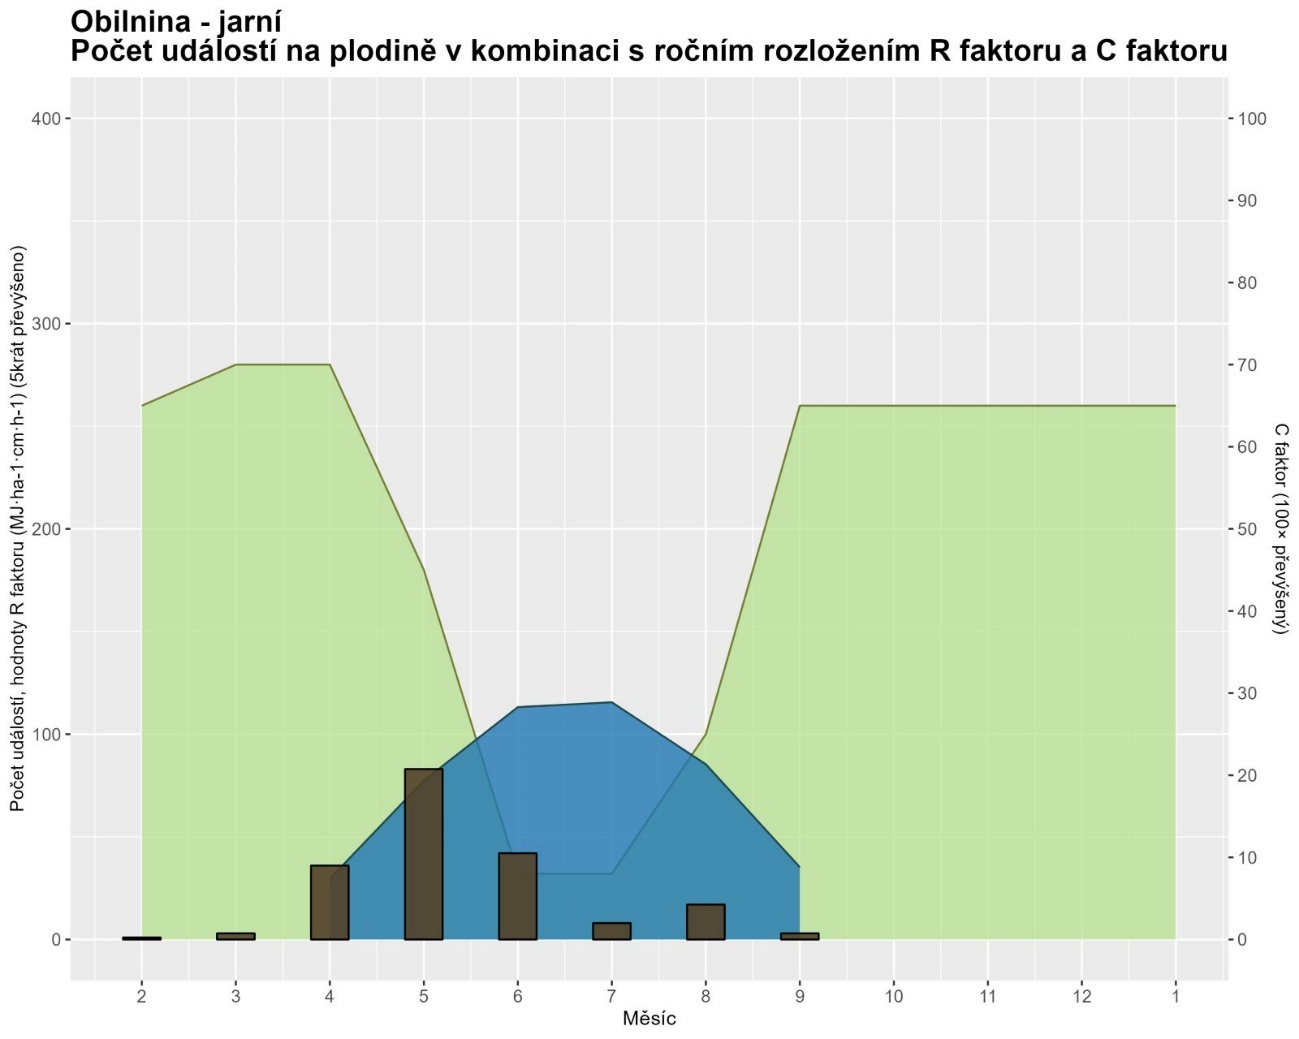 Obilnina - jarní
Počet událostí na plodině v kombinaci s ročním rozložením R faktoru a C faktoru
Počet událostí, hodnoty R faktoru (MJ·ha-1·cm·h-1) (5krát převýšeno)
400
300
200
100
0
100
90
80
70
60
50
40
30
20
10
0
C faktor (100× převýšený)
2 3 4 5 6 7 8 9 10 11 12 1
Měsíc